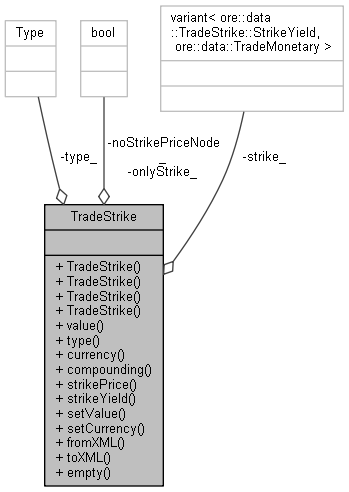 Type
bool
variant< ore::data
::TradeStrike::StrikeYield,
ore::data::TradeMonetary >
-type_
-noStrikePriceNode
_
-onlyStrike_
-strike_
TradeStrike
+ TradeStrike()
+ TradeStrike()
+ TradeStrike()
+ TradeStrike()
+ value()
+ type()
+ currency()
+ compounding()
+ strikePrice()
+ strikeYield()
+ setValue()
+ setCurrency()
+ fromXML()
+ toXML()
+ empty()